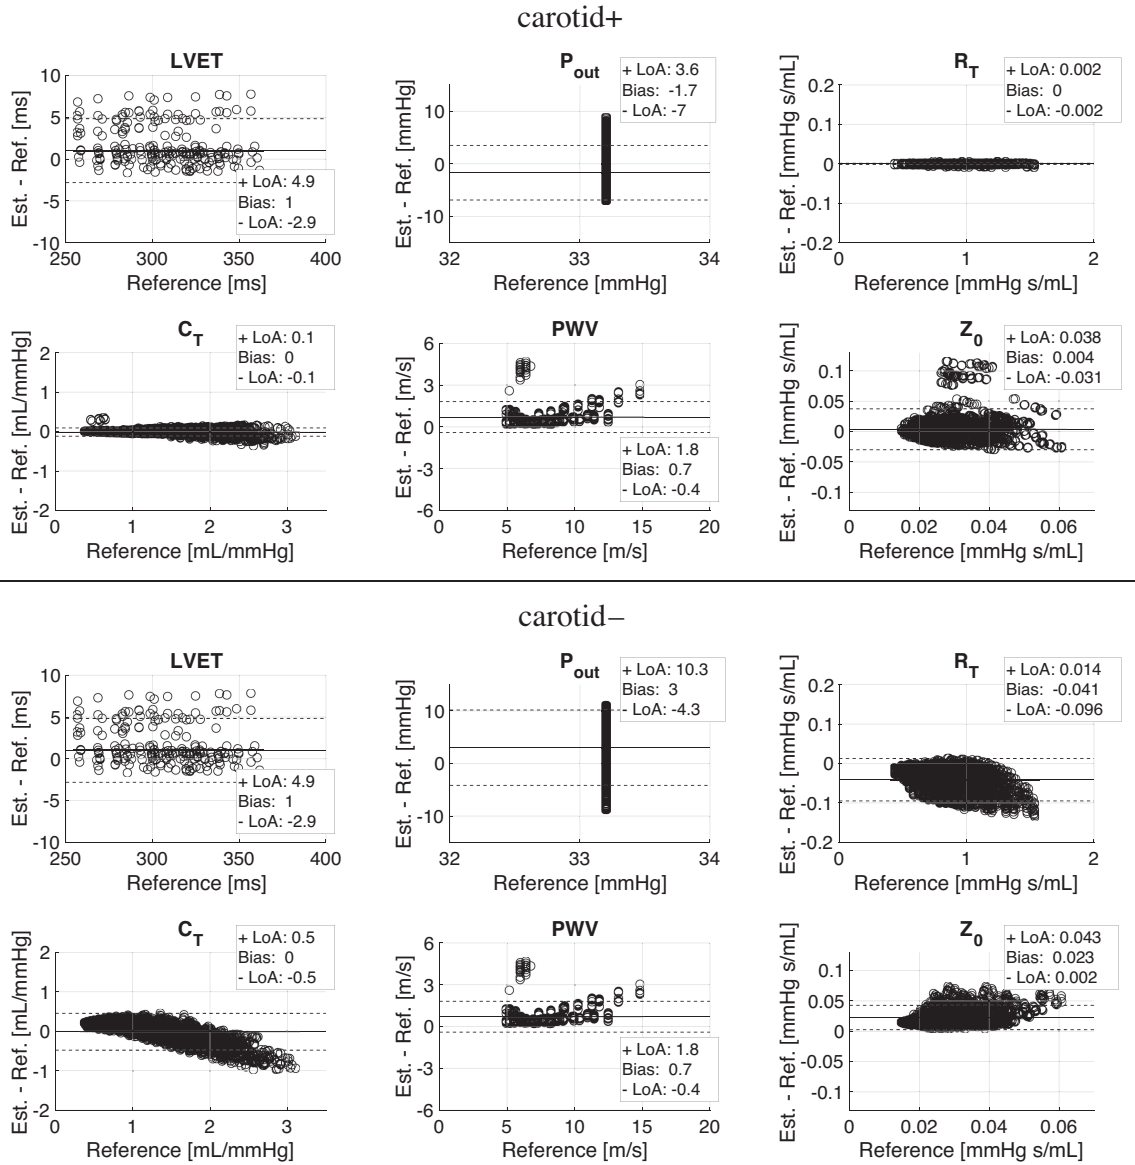 carotid+
LVET
Est. - Ref. [ms]
10
5
0
-5
-10
+ LoA: 4.9
Bias: 1
- LoA: -2.9
250 300 350 400
Reference [ms]
P_out
Est. - Ref. [mmHg]
10
0
-10
+ LoA: 3.6
Bias: -1.7
- LoA: -7
32 33 34
Reference [mmHg]
R_T
Est. - Ref. [mmHg s/mL]
0.2
0.1
0
-0.1
-0.2
+ LoA: 0.002
Bias: 0
- LoA: -0.002
0 1 2
Reference [mmHg s/mL]
C_T
Est. - Ref. [mL/mmHg]
2
1
0
-1
-2
+ LoA: 0.1
Bias: 0
- LoA: -0.1
0 1 2 3
Reference [mL/mmHg]
PWV
Est. - Ref. [m/s]
6
3
0
-3
-6
+ LoA: 1.8
Bias: 0.7
- LoA: -0.4
0 5 10 15 20
Reference [m/s]
Z_0
Est. - Ref. [mmHg s/mL]
0.1
0.05
0
-0.05
-0.1
+ LoA: 0.038
Bias: 0.004
- LoA: -0.031
0 0.02 0.04 0.06
Reference [mmHg s/mL]
carotid–
LVET
Est. - Ref. [ms]
10
5
0
-5
-10
+ LoA: 4.9
Bias: 1
- LoA: -2.9
250 300 350 400
Reference [ms]
P_out
Est. - Ref. [mmHg]
10
0
-10
+ LoA: 10.3
Bias: 3
- LoA: -4.3
32 33 34
Reference [mmHg]
R_T
Est. - Ref. [mmHg s/mL]
0.2
0.1
0
-0.1
-0.2
+ LoA: 0.014
Bias: -0.041
- LoA: -0.096
0 1 2
Reference [mmHg s/mL]
C_T
Est. - Ref. [mL/mmHg]
2
1
0
-1
-2
+ LoA: 0.5
Bias: 0
- LoA: -0.5
0 1 2 3
Reference [mL/mmHg]
PWV
Est. - Ref. [m/s]
6
3
0
-3
-6
+ LoA: 1.8
Bias: 0.7
- LoA: -0.4
0 5 10 15 20
Reference [m/s]
Z_0
Est. - Ref. [mmHg s/mL]
0.1
0.05
0
-0.05
-0.1
+ LoA: 0.043
Bias: 0.023
- LoA: 0.002
0 0.02 0.04 0.06
Reference [mmHg s/mL]